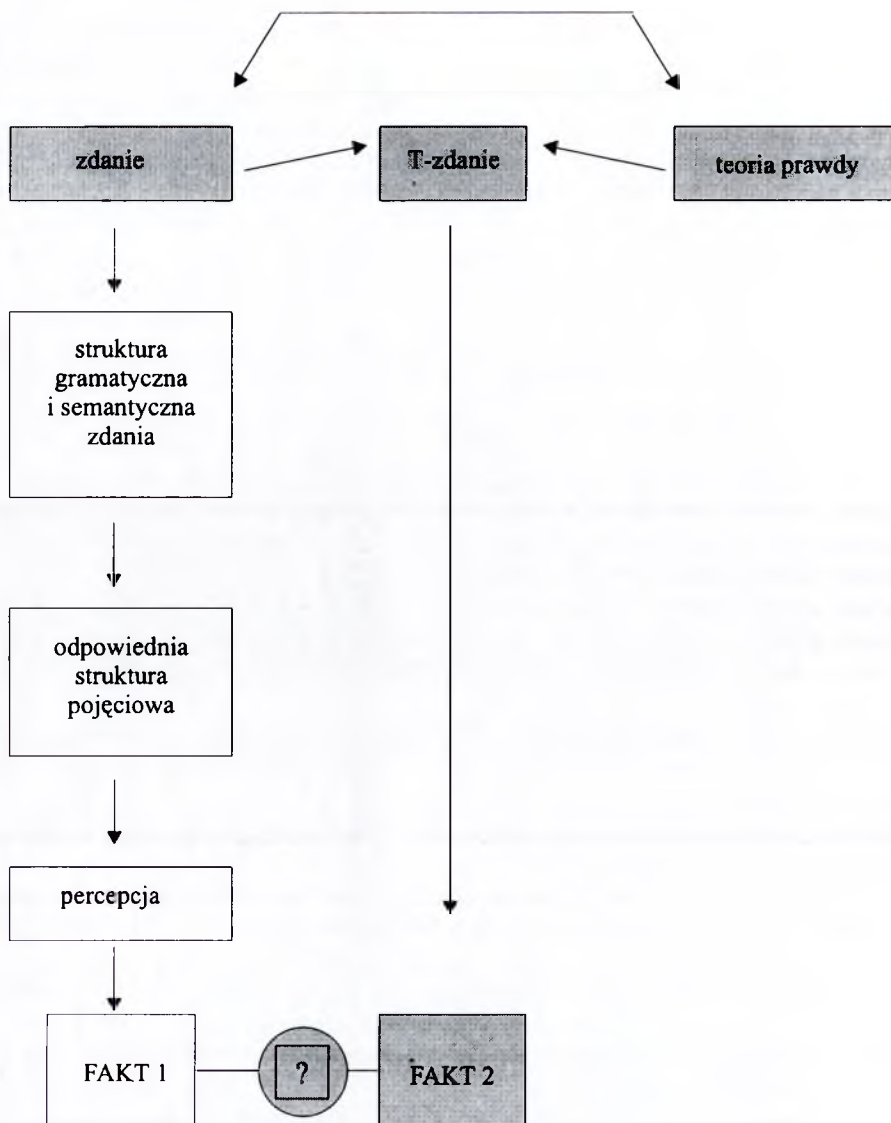 zdanie
T-zdanie
teoria prawdy
struktura
gramatyczna
i semantyczna
zdania
odpowiednia
struktura
pojęciowa
percepcja
FAKT 1
?
FAKT 2